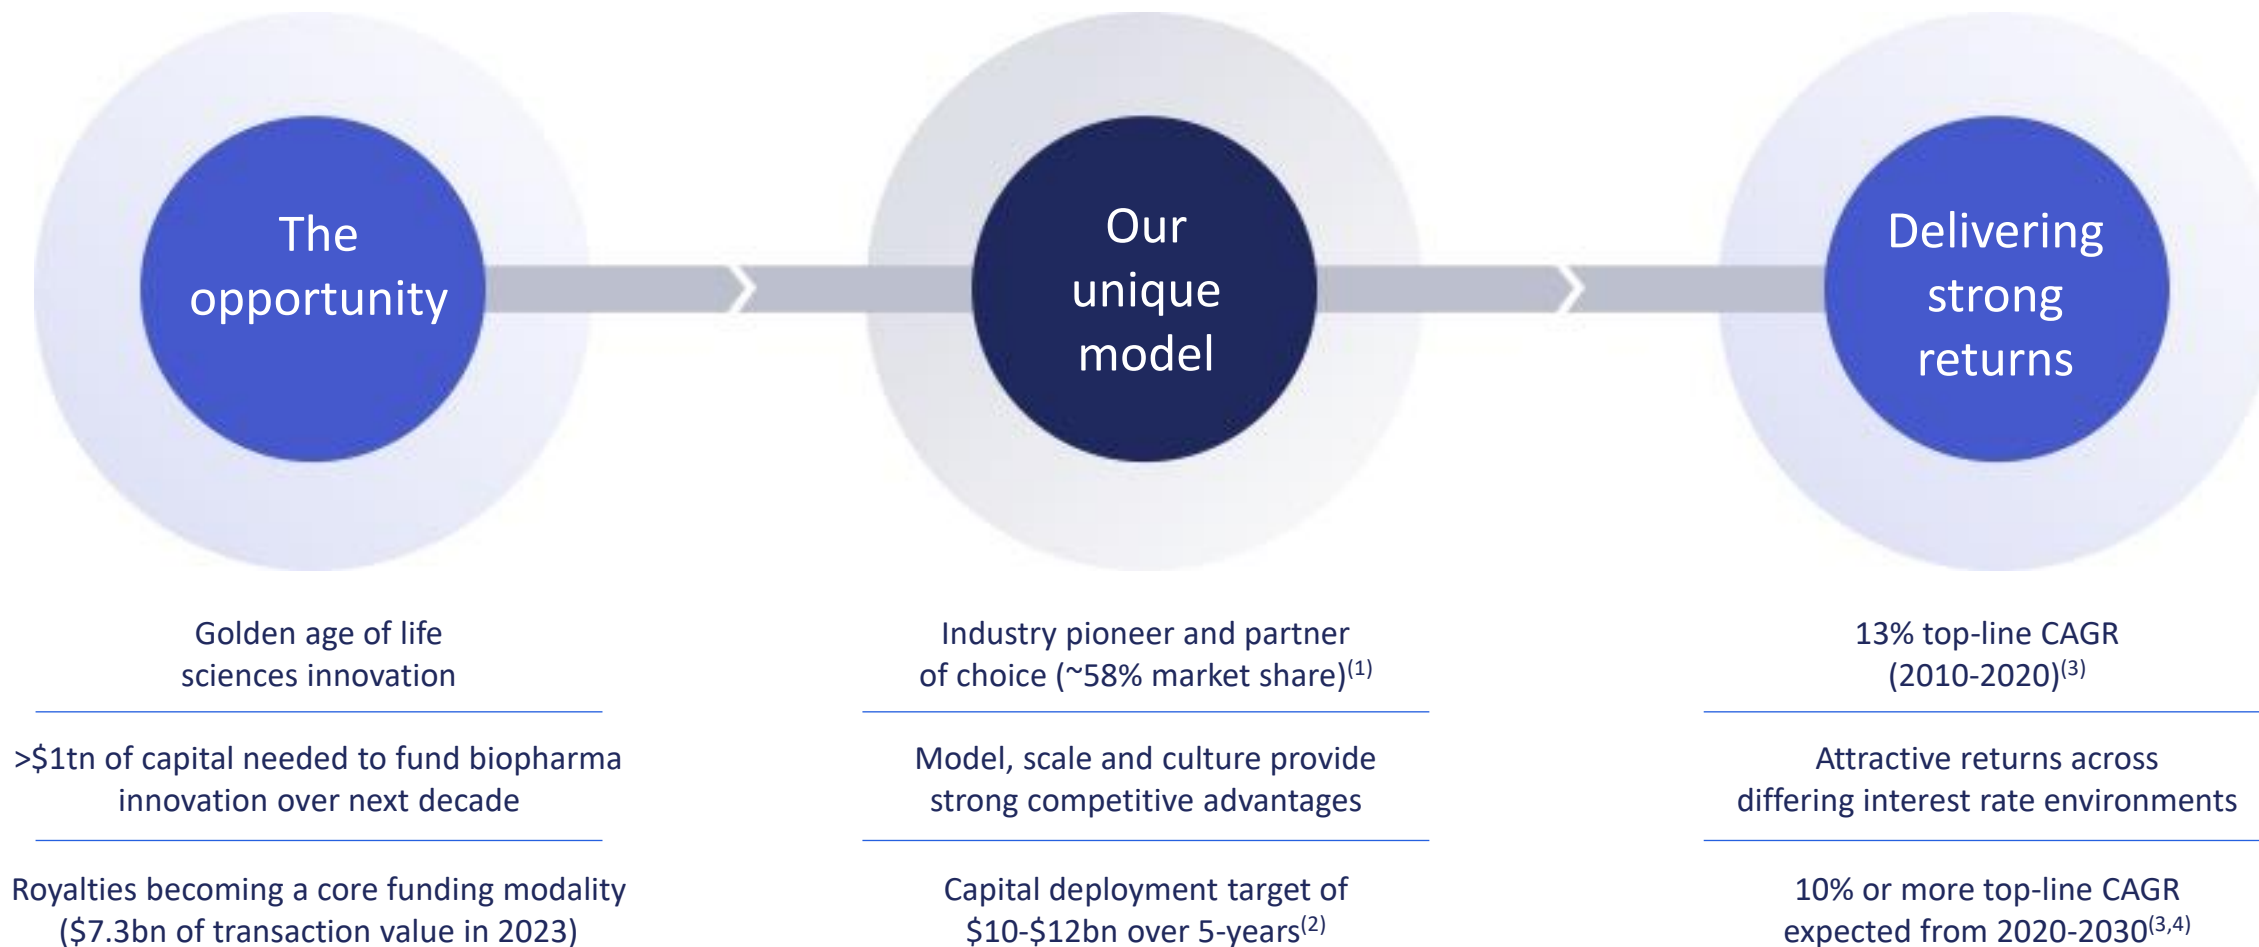 The
opportunity
Our
unique
model
Delivering
strong
returns
Golden age of life
sciences innovation
>$1tn of capital needed to fund biopharma
innovation over next decade
Royalties becoming a core funding modality
($7.3bn of transaction value in 2023)
Industry pioneer and partner
of choice (~58% market share)(1)
Model, scale and culture provide
strong competitive advantages
Capital deployment target of
$10-$12bn over 5-years(2)
13% top-line CAGR
(2010-2020)(3)
Attractive returns across
differing interest rate environments
10% or more top-line CAGR
expected from 2020-2030(3,4)